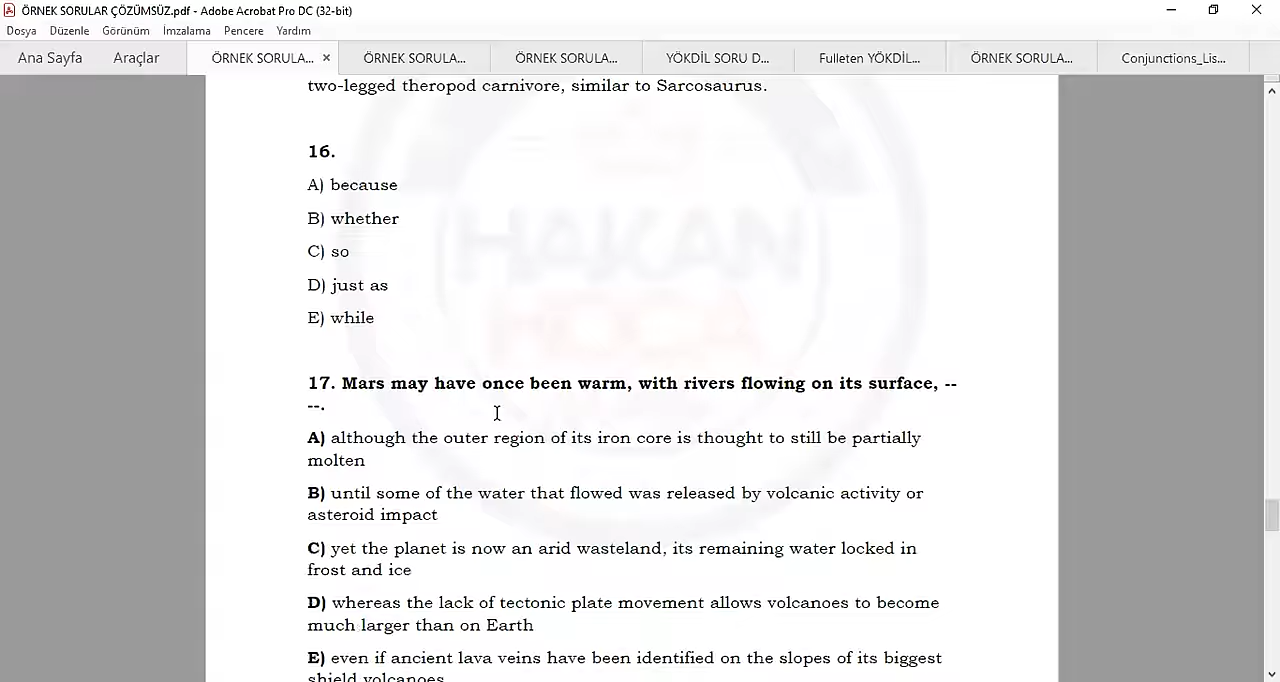 ÖRNEK SORULAR ÇÖZÜMSÜZ.pdf - Adobe Acrobat Pro DC (32-bit)
Dosya Düzenle Görünüm İmzalama Pencere Yardım
Ana Sayfa Araçlar ÖRNEK SORULA... × ÖRNEK SORULA... ÖRNEK SORULA... YÖKDİL SORU D... Fulleten YÖKDİL... ÖRNEK SORULA... Conjunctions_Lis...
two-legged theropod carnivore, similar to Sarcosaurus.
16.
A) because
B) whether
C) so
D) just as
E) while
HAKAN
HOCA
17. Mars may have once been warm, with rivers flowing on its surface, --
--.
A) although the outer region of its iron core is thought to still be partially
molten
B) until some of the water that flowed was released by volcanic activity or
asteroid impact
C) yet the planet is now an arid wasteland, its remaining water locked in
frost and ice
D) whereas the lack of tectonic plate movement allows volcanoes to become
much larger than on Earth
E) even if ancient lava veins have been identified on the slopes of its biggest
shield volcanoes